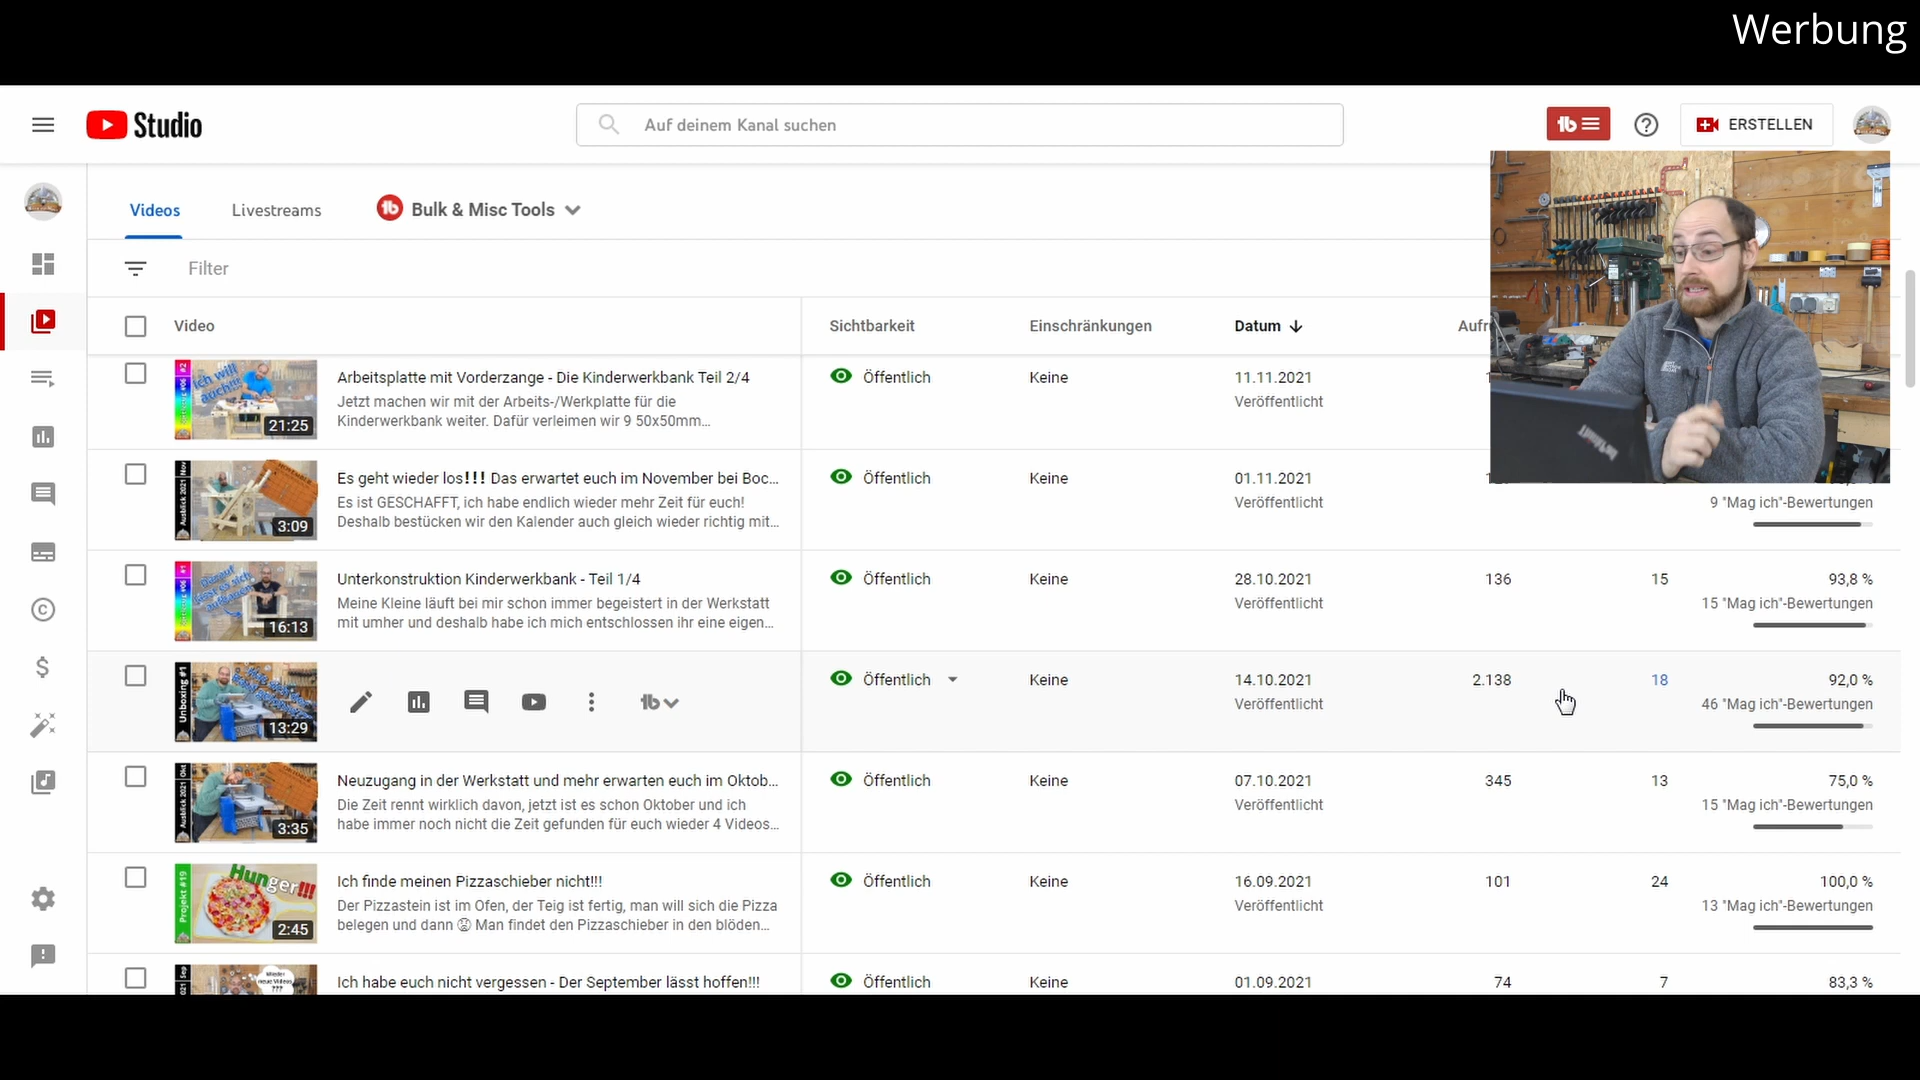 Werbung
Studio
Auf deinem Kanal suchen
ERSTELLEN
Videos
Livestreams
Bulk & Misc Tools
Filter
Video
Sichtbarkeit
Einschränkungen
Datum
Aufr
21:25
Arbeitsplatte mit Vorderzange - Die Kinderwerkbank Teil 2/4
Jetzt machen wir mit der Arbeits-/Werkplatte für die
Kinderwerkbank weiter. Dafür verleimen wir 9 50x50mm...
Öffentlich
Keine
11.11.2021
Veröffentlicht
3:09
Es geht wieder los!!! Das erwartet euch im November bei Boc...
Es ist GESCHAFFT, ich habe endlich wieder mehr Zeit für euch!
Deshalb bestücken wir den Kalender auch gleich wieder richtig mit...
Öffentlich
Keine
01.11.2021
Veröffentlicht
9 "Mag ich"-Bewertungen
16:13
Unterkonstruktion Kinderwerkbank - Teil 1/4
Meine Kleine läuft bei mir schon immer begeistert in der Werkstatt
mit umher und deshalb habe ich mich entschlossen ihr eine eigen...
Öffentlich
Keine
28.10.2021
Veröffentlicht
136
15
93,8 %
15 "Mag ich"-Bewertungen
Unboxing #1
13:29
Öffentlich
Keine
14.10.2021
Veröffentlicht
2.138
18
92,0 %
46 "Mag ich"-Bewertungen
Ausblick 2021 Okt
3:35
Neuzugang in der Werkstatt und mehr erwarten euch im Oktob...
Die Zeit rennt wirklich davon, jetzt ist es schon Oktober und ich
habe immer noch nicht die Zeit gefunden für euch wieder 4 Videos...
Öffentlich
Keine
07.10.2021
Veröffentlicht
345
13
75,0 %
15 "Mag ich"-Bewertungen
Projekt #19
Hunger!!!
2:45
Ich finde meinen Pizzaschieber nicht!!!
Der Pizzastein ist im Ofen, der Teig ist fertig, man will sich die Pizza
belegen und dann 😨 Man findet den Pizzaschieber in den blöden...
Öffentlich
Keine
16.09.2021
Veröffentlicht
101
24
100,0 %
13 "Mag ich"-Bewertungen
Wieder
neue Videos
???
Ich habe euch nicht vergessen - Der September lässt hoffen!!!
Öffentlich
Keine
01.09.2021
74
7
83,3 %